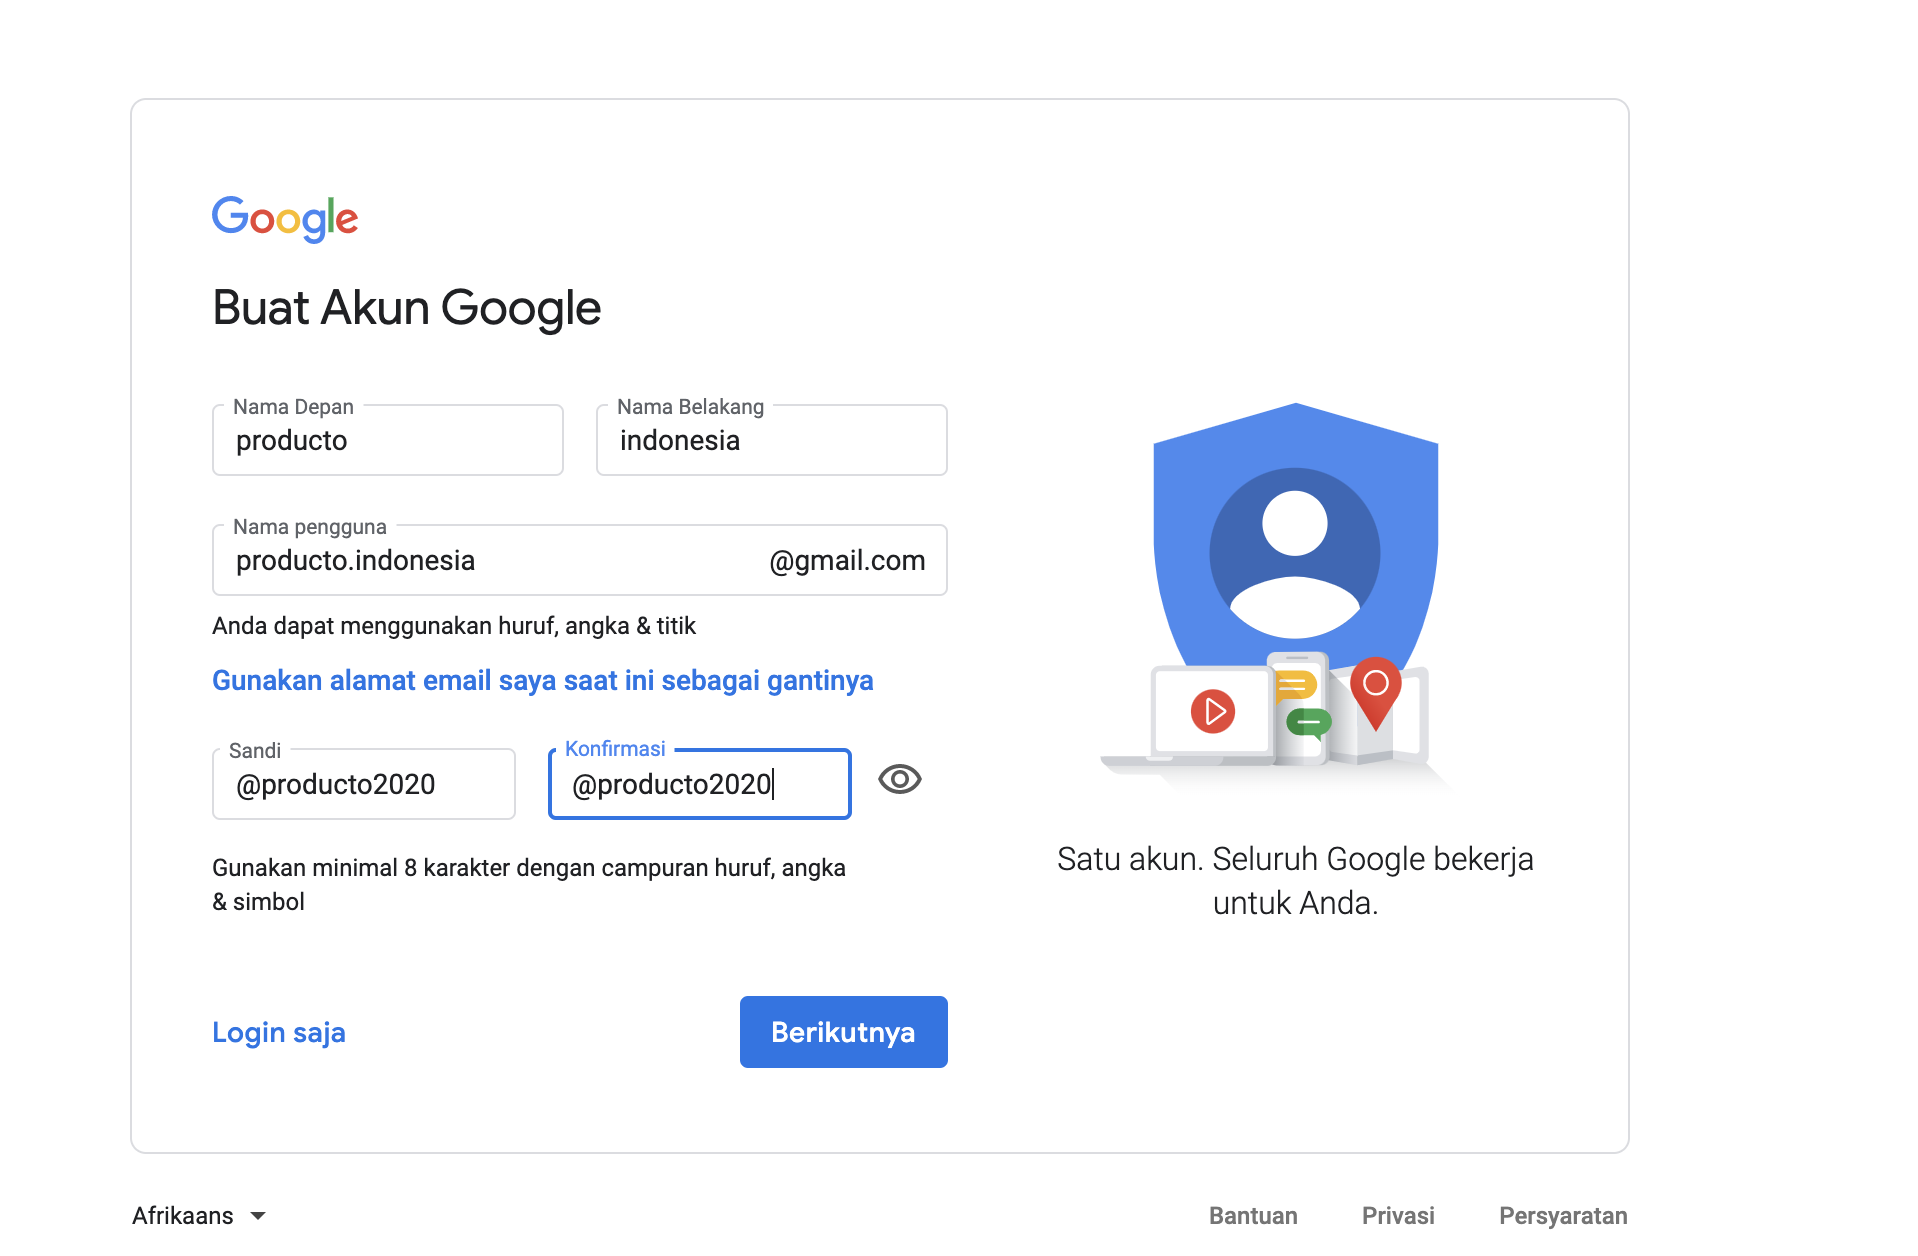 Google
Buat Akun Google
Nama Depan
producto
Nama Belakang
indonesia
Nama pengguna
producto.indonesia
@gmail.com
Anda dapat menggunakan huruf, angka & titik
Gunakan alamat email saya saat ini sebagai gantinya
Sandi
@producto2020
Konfirmasi
@producto2020
Gunakan minimal 8 karakter dengan campuran huruf, angka
& simbol
Login saja
Berikutnya
Satu akun. Seluruh Google bekerja
untuk Anda.
Afrikaans
Bantuan
Privasi
Persyaratan